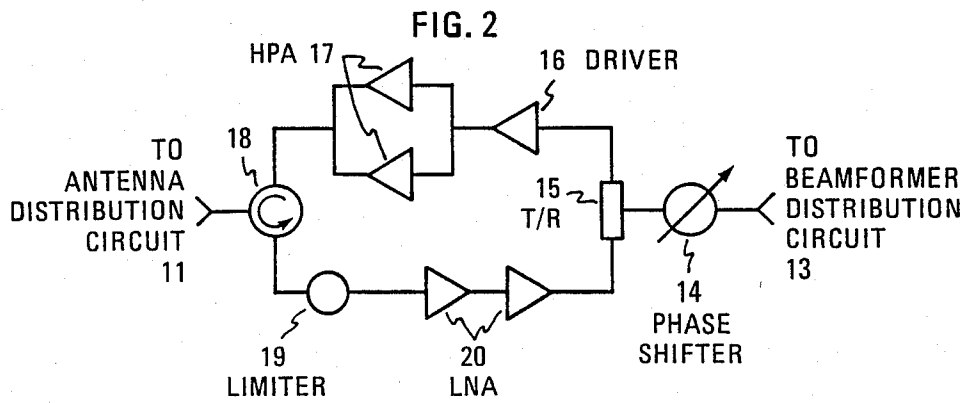 FIG. 2
HPA 17
16 DRIVER
18
TO
ANTENNA
DISTRIBUTION
CIRCUIT
11
15
T/R
TO
BEAMFORMER
DISTRIBUTION
CIRCUIT
13
14
PHASE
SHIFTER
19
LIMITER
20
LNA